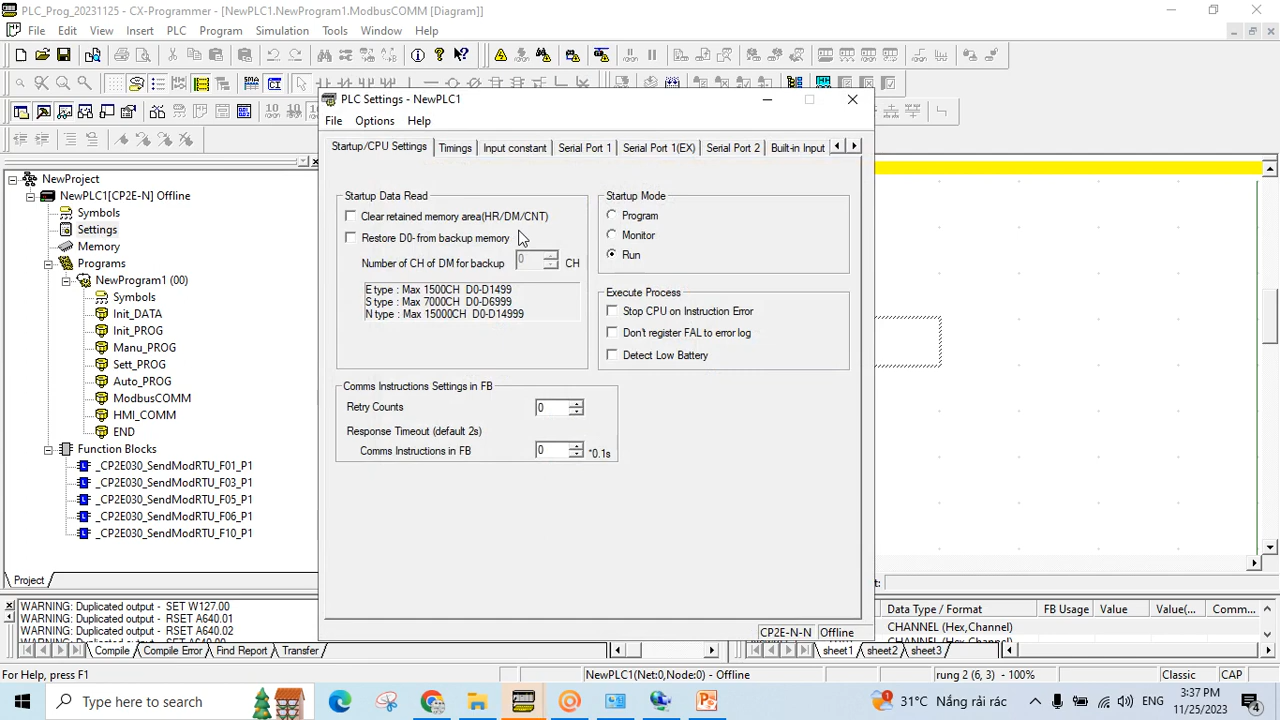 PLC_Prog_20231125 - CX-Programmer - [NewPLC1.NewProgram1.ModbusCOMM [Diagram]]
File Edit View Insert PLC Program Simulation Tools Window Help
PLC Settings - NewPLC1
File Options Help
Startup/CPU Settings Timings Input constant Serial Port 1 Serial Port 1(EX) Serial Port 2 Built-in Input
Startup Data Read
Clear retained memory area(HR/DM/CNT)
Restore D0- from backup memory
Number of CH of DM for backup 0 CH
E type : Max 1500CH D0-D1499
S type : Max 7000CH D0-D6999
N type : Max 15000CH D0-D14999
Startup Mode
Program
Monitor
Run
Execute Process
Stop CPU on Instruction Error
Don't register FAL to error log
Detect Low Battery
Comms Instructions Settings in FB
Retry Counts 0
Response Timeout (default 2s)
Comms Instructions in FB 0 *0.1s
CP2E-N-N Offline
NewProject
NewPLC1[CP2E-N] Offline
Symbols
Settings
Memory
Programs
NewProgram1 (00)
Symbols
Init_DATA
Init_PROG
Manu_PROG
Sett_PROG
Auto_PROG
ModbusCOMM
HMI_COMM
END
Function Blocks
_CP2E030_SendModRTU_F01_P1
_CP2E030_SendModRTU_F03_P1
_CP2E030_SendModRTU_F05_P1
_CP2E030_SendModRTU_F06_P1
_CP2E030_SendModRTU_F10_P1
Project
WARNING: Duplicated output - SET W127.00
WARNING: Duplicated output - RSET A640.01
WARNING: Duplicated output - RSET A640.02
Compile Compile Error Find Report Transfer
Data Type / Format FB Usage Value Value(... Comm...
CHANNEL (Hex,Channel)
sheet1 sheet2 sheet3
For Help, press F1
NewPLC1(Net:0,Node:0) - Offline
rung 2 (6, 3) - 100%
Classic
CAP
Type here to search
31°C Nắng rải rác
3:37 PM
11/25/2023
4